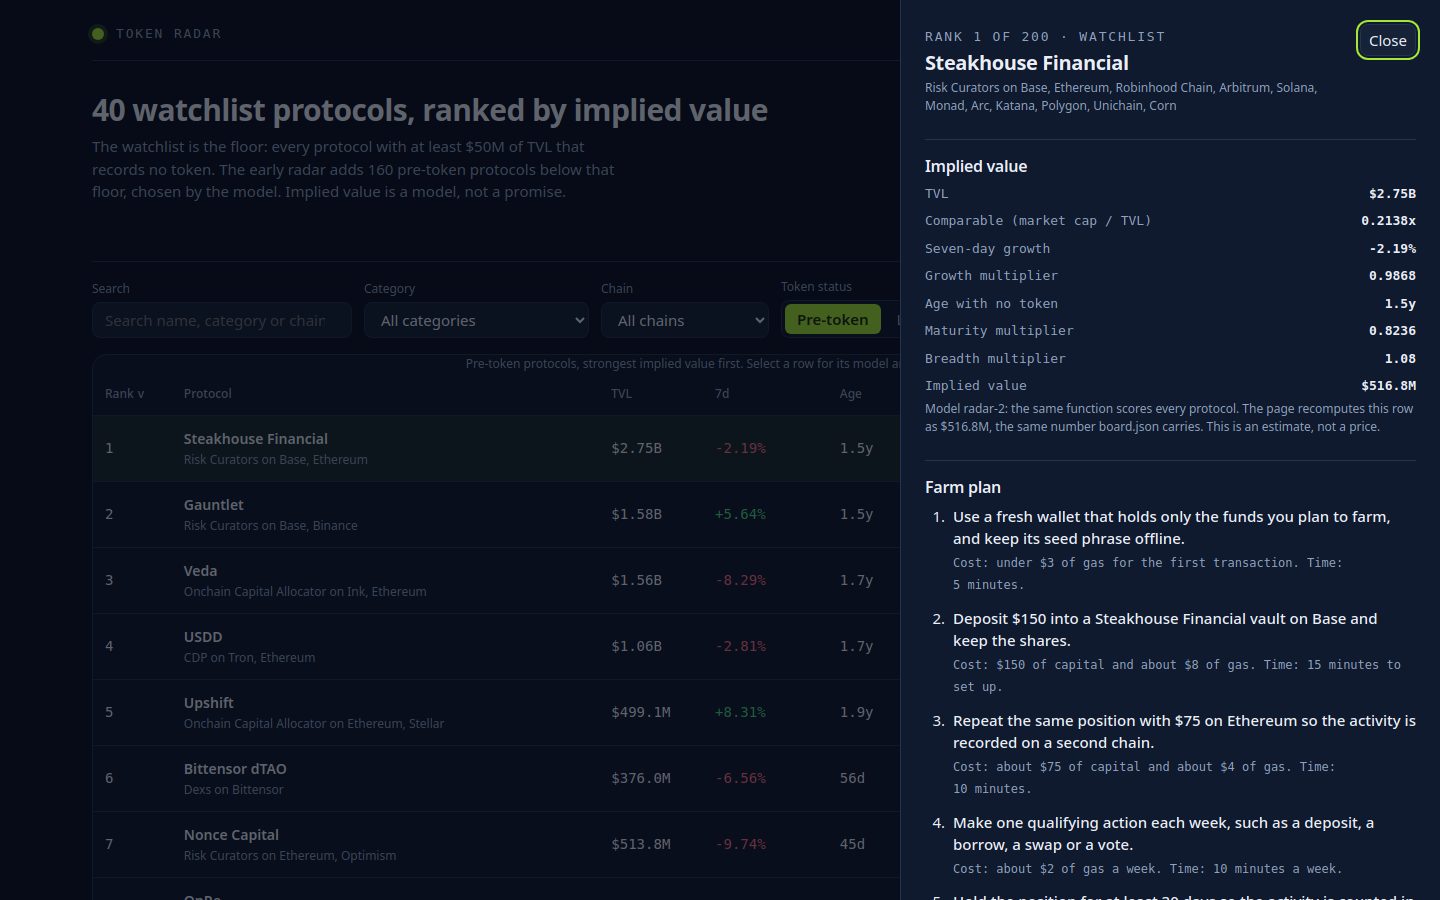 TOKEN RADAR
40 watchlist protocols, ranked by implied value
The watchlist is the floor: every protocol with at least $50M of TVL that
records no token. The early radar adds 160 pre-token protocols below that
floor, chosen by the model. Implied value is a model, not a promise.
Search
Category
Chain
Token status
Search name, category or chain
All categories
All chains
Pre-token
Pre-token protocols, strongest implied value first. Select a row for its model
Rank v
Protocol
TVL
7d
Age
1
Steakhouse Financial
Risk Curators on Base, Ethereum
$2.75B
-2.19%
1.5y
2
Gauntlet
Risk Curators on Base, Binance
$1.58B
+5.64%
1.5y
3
Veda
Onchain Capital Allocator on Ink, Ethereum
$1.56B
-8.29%
1.7y
4
USDD
CDP on Tron, Ethereum
$1.06B
-2.81%
1.7y
5
Upshift
Onchain Capital Allocator on Ethereum, Stellar
$499.1M
+8.31%
1.9y
6
Bittensor dTAO
Dexs on Bittensor
$376.0M
-6.56%
56d
7
Nonce Capital
Risk Curators on Ethereum, Optimism
$513.8M
-9.74%
45d
RANK 1 OF 200 · WATCHLIST
Close
Steakhouse Financial
Risk Curators on Base, Ethereum, Robinhood Chain, Arbitrum, Solana,
Monad, Arc, Katana, Polygon, Unichain, Corn
Implied value
TVL
$2.75B
Comparable (market cap / TVL)
0.2138x
Seven-day growth
-2.19%
Growth multiplier
0.9868
Age with no token
1.5y
Maturity multiplier
0.8236
Breadth multiplier
1.08
Implied value
$516.8M
Model radar-2: the same function scores every protocol. The page recomputes this row
as $516.8M, the same number board.json carries. This is an estimate, not a price.
Farm plan
1. Use a fresh wallet that holds only the funds you plan to farm,
and keep its seed phrase offline.
Cost: under $3 of gas for the first transaction. Time:
5 minutes.
2. Deposit $150 into a Steakhouse Financial vault on Base and
keep the shares.
Cost: $150 of capital and about $8 of gas. Time: 15 minutes to
set up.
3. Repeat the same position with $75 on Ethereum so the activity is
recorded on a second chain.
Cost: about $75 of capital and about $4 of gas. Time:
10 minutes.
4. Make one qualifying action each week, such as a deposit, a
borrow, a swap or a vote.
Cost: about $2 of gas a week. Time: 10 minutes a week.